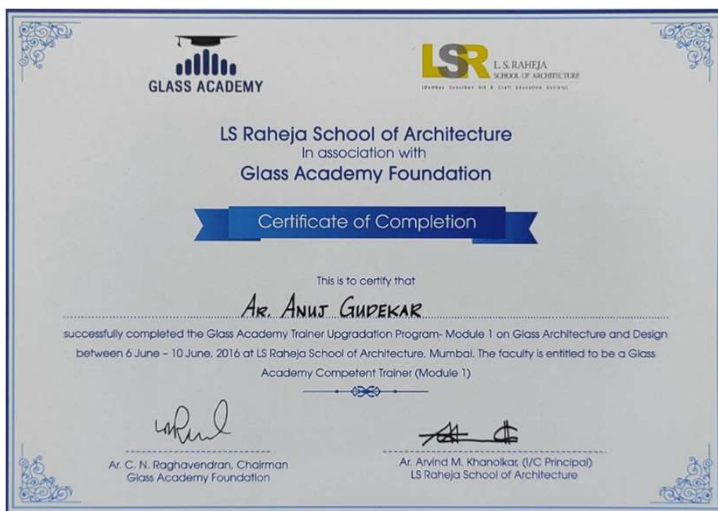 GLASS ACADEMY
LSR
L. S. RAHEJA
SCHOOL OF ARCHITECTURE
LS Raheja School of Architecture
In association with
Glass Academy Foundation
Certificate of Completion
This is to certify that
AR. ANUJ GUDEKAR
successfully completed the Glass Academy Trainer Upgradation Program- Module 1 on Glass Architecture and Design
between 6 June – 10 June, 2016 at LS Raheja School of Architecture, Mumbai. The faculty is entitled to be a Glass
Academy Competent Trainer (Module 1)
Ar. C. N. Raghavendran, Chairman
Glass Academy Foundation
Ar. Arvind M. Khanolkar, (I/C Principal)
LS Raheja School of Architecture